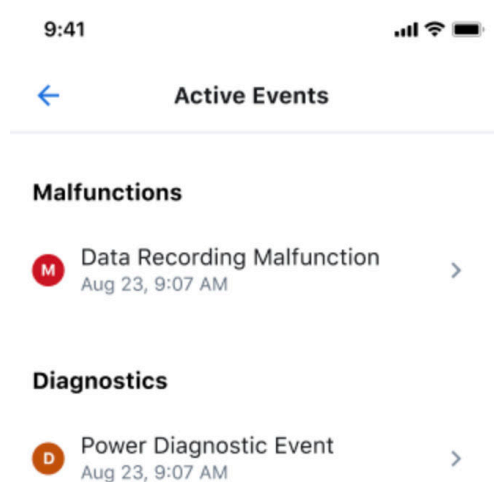 9:41
Active Events
Malfunctions
M
Data Recording Malfunction
Aug 23, 9:07 AM
Diagnostics
D
Power Diagnostic Event
Aug 23, 9:07 AM